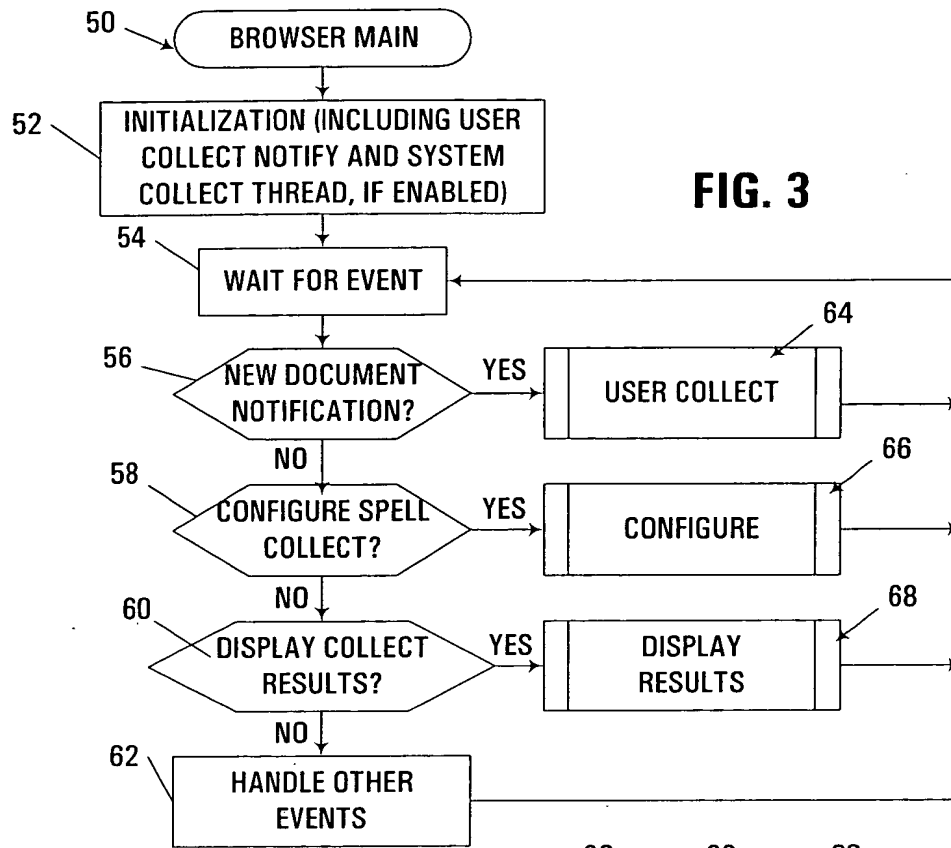 50
BROWSER MAIN
52
INITIALIZATION (INCLUDING USER
COLLECT NOTIFY AND SYSTEM
COLLECT THREAD, IF ENABLED)
FIG. 3
54
WAIT FOR EVENT
56
NEW DOCUMENT
NOTIFICATION?
YES
64
USER COLLECT
NO
58
CONFIGURE SPELL
COLLECT?
YES
66
CONFIGURE
NO
60
DISPLAY COLLECT
RESULTS?
YES
68
DISPLAY
RESULTS
NO
62
HANDLE OTHER
EVENTS